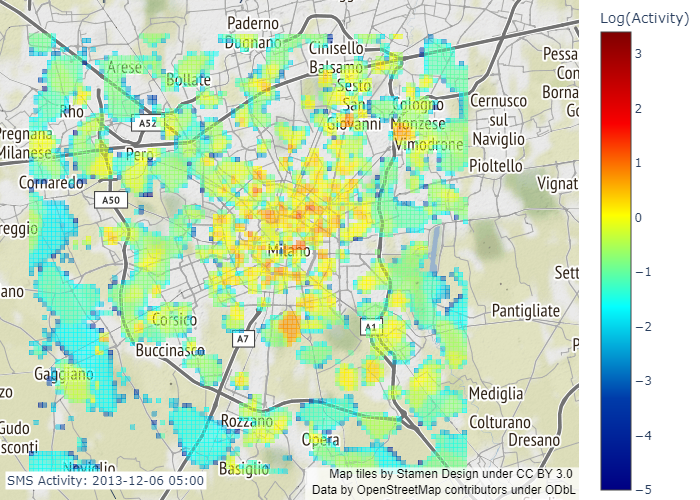 Log(Activity)
Paderno
Dugnano
Cinisello
Balsamo
Arese
Bollate
Sesto
San
Giovanni
Cologno
Monzese
Cernusco
sul
Naviglio
Pessa
Con
Borna
Go
Rho
A52
Pregnana
Milanese
Pero
Vimodrone
Pioltello
Cornaredo
A50
Vignat
reggio
Milano
Sett
ano
Pantigliate
Corsico
A7
A1
Buccinasco
P
Gaggiano
zo
Mediglia
Rozzano
Colturano
Gudo
sconti
Opera
Dresano
Naviglio
Basiglio
SMS Activity: 2013-12-06 05:00
Map tiles by Stamen Design under CC BY 3.0
Data by OpenStreetMap contributors under ODbL
3
2
1
0
−1
−2
−3
−4
−5